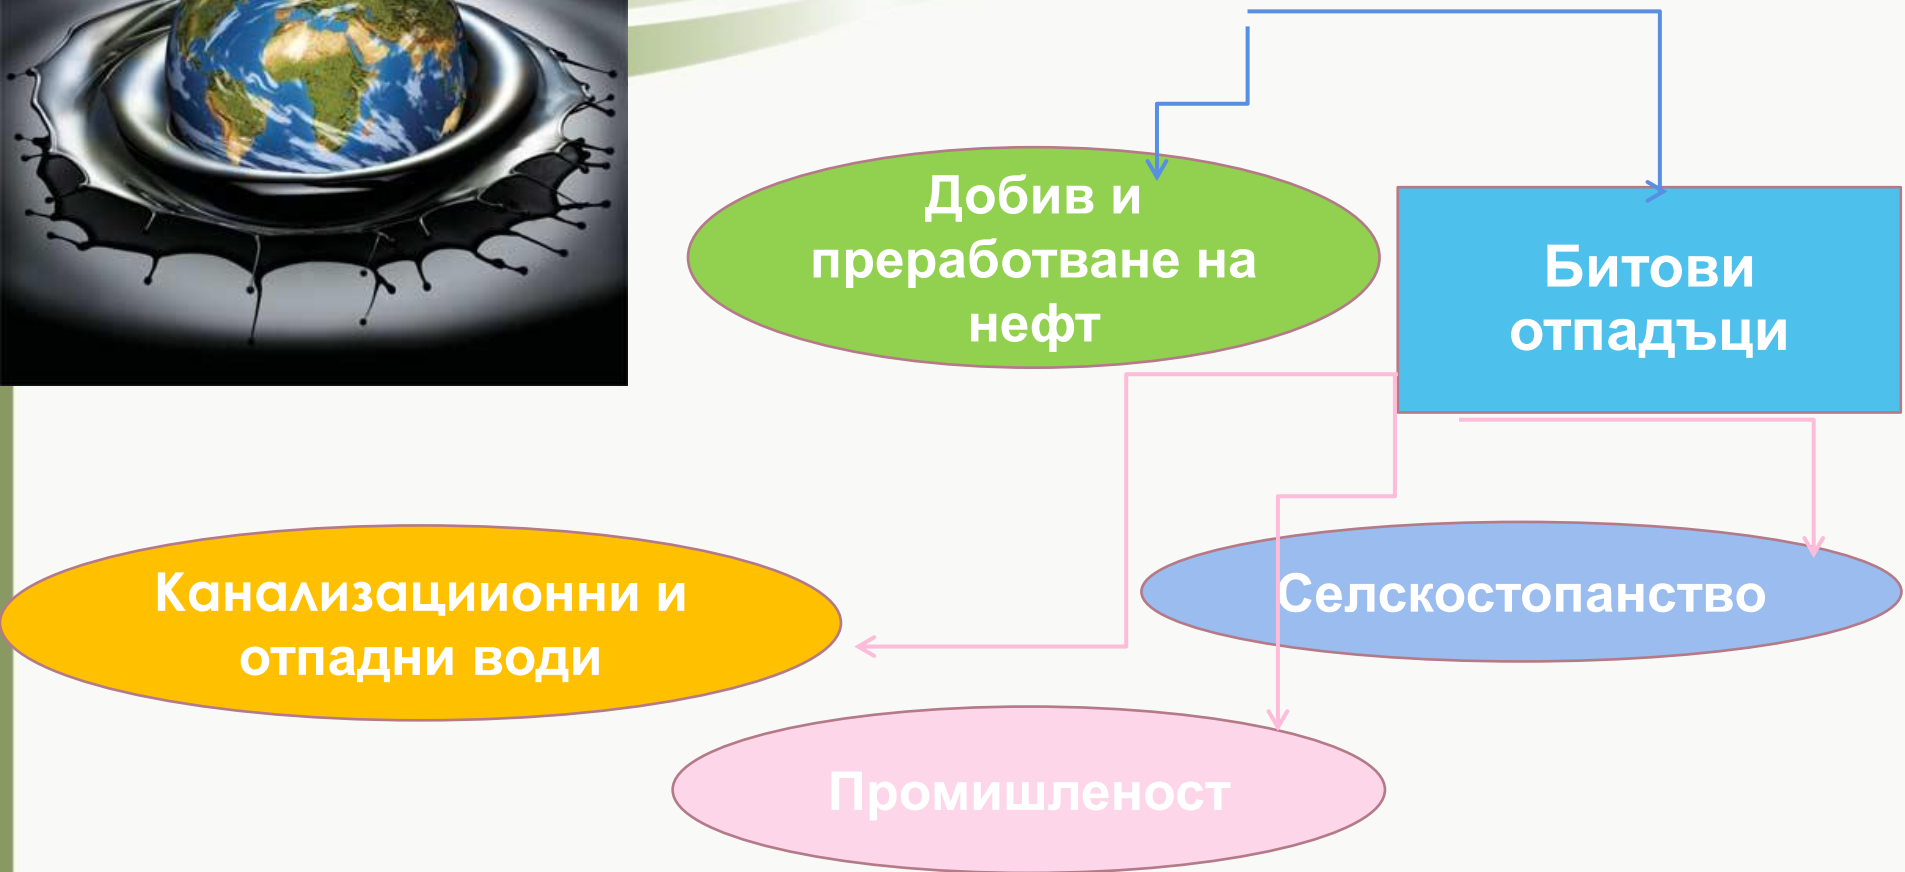 Добив и
преработване на
нефт
Битови
отпадъци
Канализациионни и
отпадни води
Селскостопанство
Промишленост